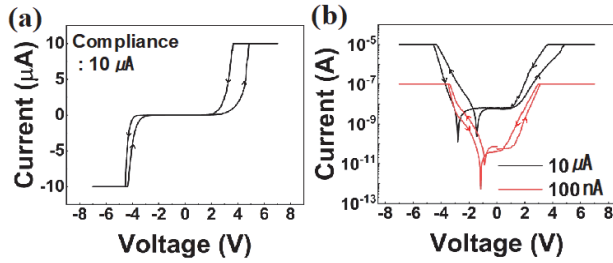 (a)
Compliance
: 10 μA
Current (μA)
10
5
0
-5
-10
-8 -6 -4 -2 0 2 4 6 8
Voltage (V)
(b)
Current (A)
10-5
10-7
10-9
10-11
10-13
10 μA
100nA
-8 -6 -4 -2 0 2 4 6 8
Voltage (V)